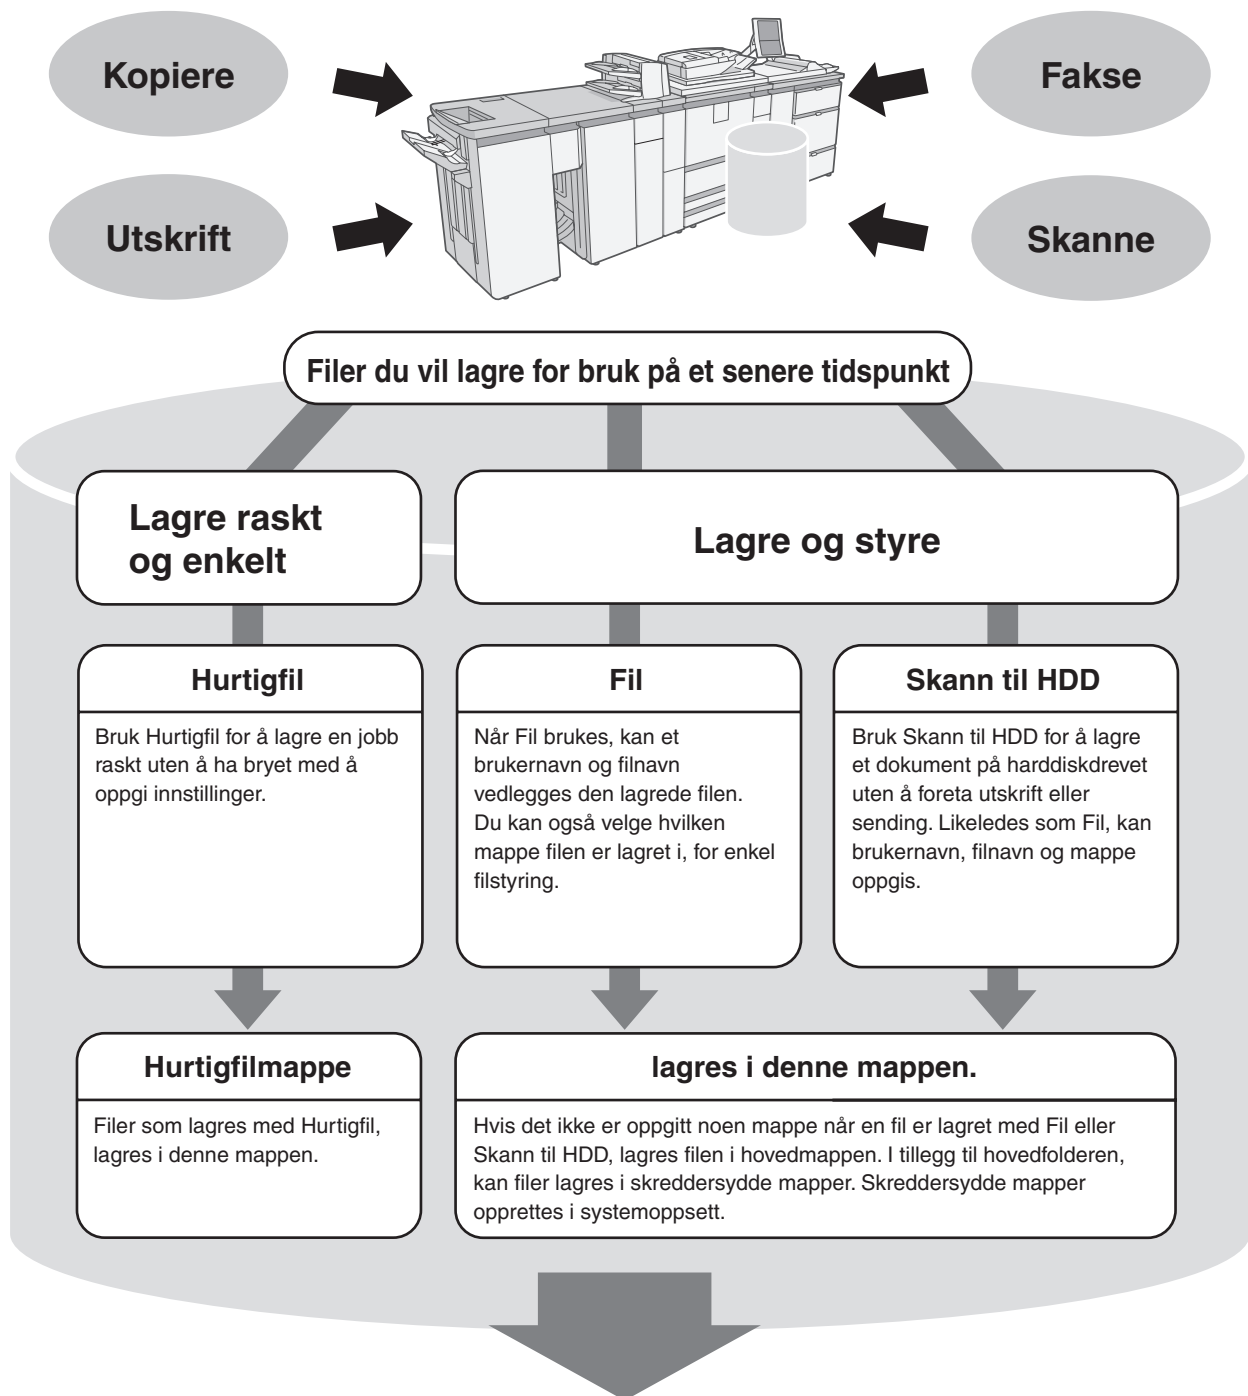 Kopiere
Fakse
Utskrift
Skanne
Filer du vil lagre for bruk på et senere tidspunkt
Lagre raskt
og enkelt
Lagre og styre
Hurtigfil
Bruk Hurtigfil for å lagre en jobb
raskt uten å ha bryet med å
oppgi innstillinger.
Fil
Når Fil brukes, kan et
brukernavn og filnavn
vedlegges den lagrede filen.
Du kan også velge hvilken
mappe filen er lagret i, for enkel
filstyring.
Skann til HDD
Bruk Skann til HDD for å lagre
et dokument på harddiskdrevet
uten å foreta utskrift eller
sending. Likeledes som Fil, kan
brukernavn, filnavn og mappe
oppgis.
Hurtigfilmappe
Filer som lagres med Hurtigfil,
lagres i denne mappen.
lagres i denne mappen.
Hvis det ikke er oppgitt noen mappe når en fil er lagret med Fil eller
Skann til HDD, lagres filen i hovedmappen. I tillegg til hovedfolderen,
kan filer lagres i skreddersydde mapper. Skreddersydde mapper
opprettes i systemoppsett.